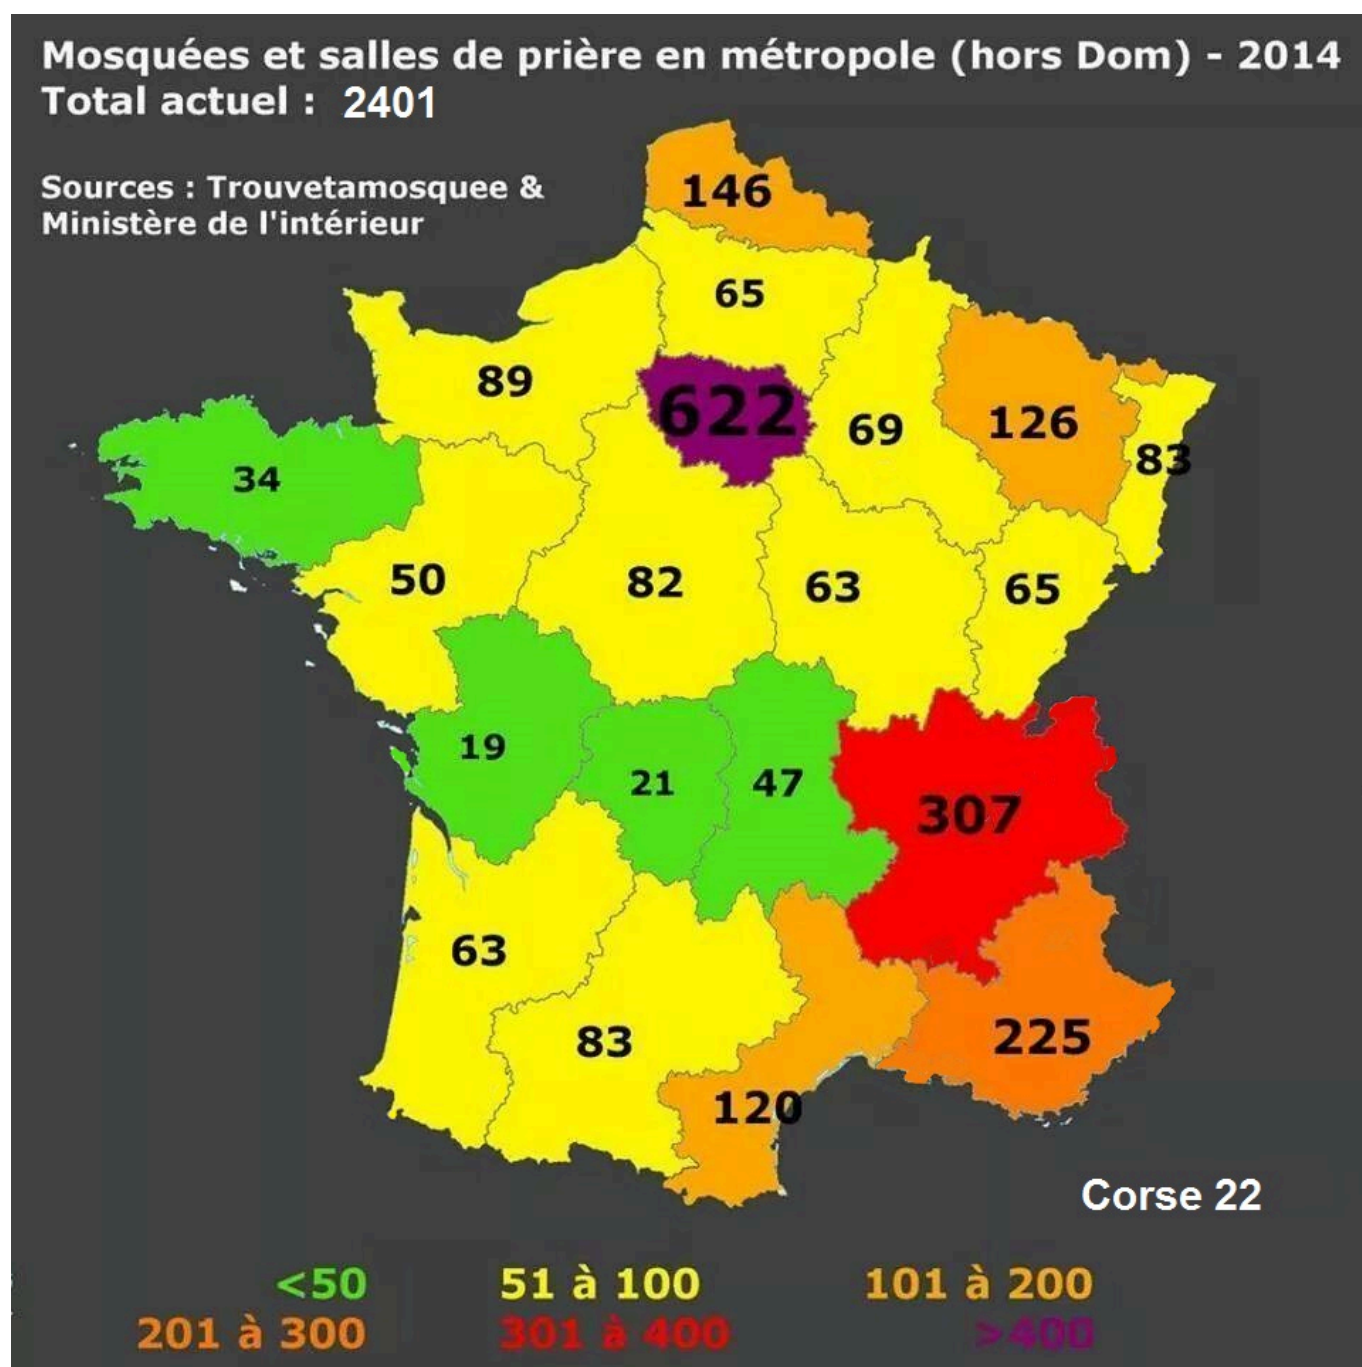 Mosquées et salles de prière en métropole (hors Dom) - 2014
Total actuel : 2401
Sources : Trouvetamosquee &
Ministère de l'intérieur
146
65
89
622
69
126
83
34
50
82
63
65
19
21
47
307
63
83
225
120
Corse 22
<50 51 à 100 101 à 200
201 à 300 301 à 400 >400